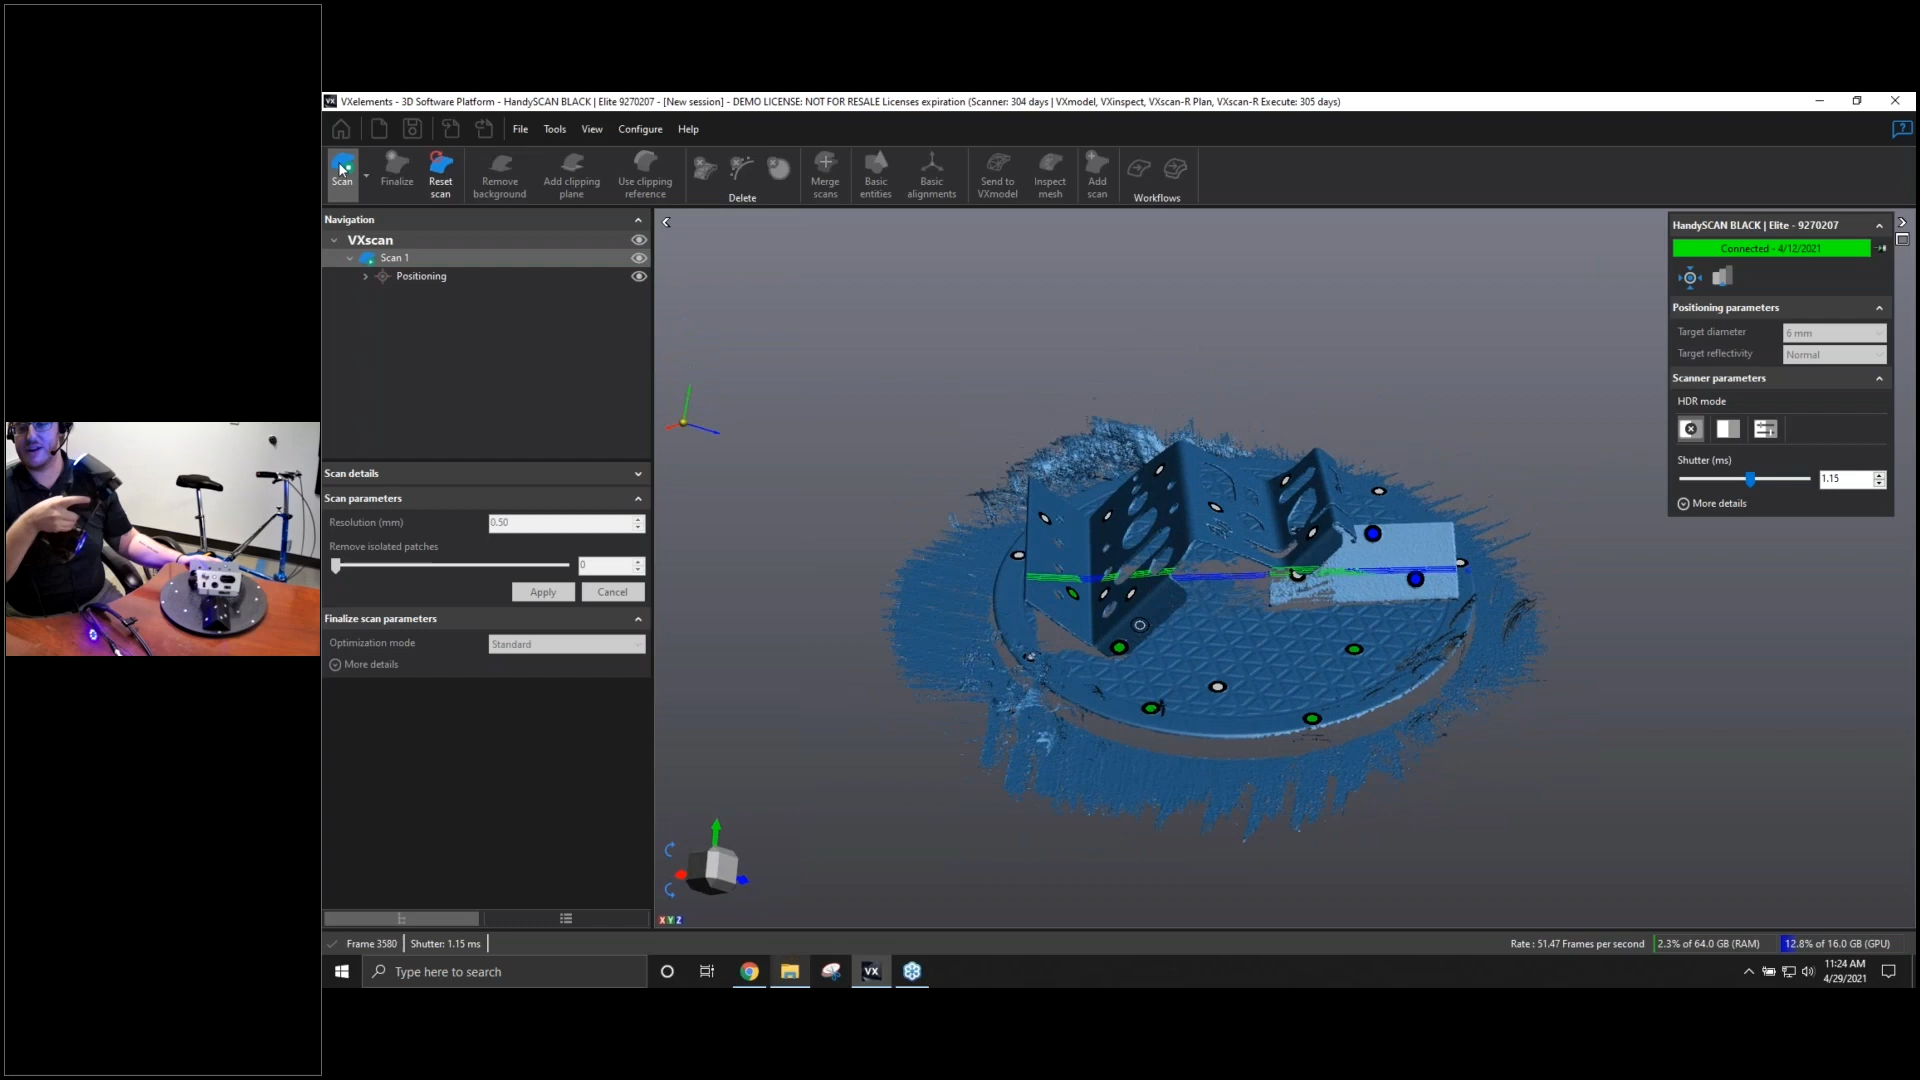 VX VXelements - 3D Software Platform - HandySCAN BLACK | Elite 9270207 - [New session] - DEMO LICENSE: NOT FOR RESALE Licenses expiration (Scanner: 304 days | VXmodel, VXinspect, VXscan-R Plan, VXscan-R Execute: 305 days)
File Tools View Configure Help
Scan
Finalize
Reset
scan
Remove
background
Add clipping
plane
Use clipping
reference
Delete
Merge
scans
Basic
entities
Basic
alignments
Send to
VXmodel
Inspect
mesh
Add
scan
Workflows
Navigation
VXscan
Scan 1
Positioning
Scan details
Scan parameters
Resolution (mm) 0.50
Remove isolated patches
0
Apply Cancel
Finalize scan parameters
Optimization mode Standard
More details
HandySCAN BLACK | Elite - 9270207
Connected - 4/12/2021
Positioning parameters
Target diameter 6 mm
Target reflectivity Normal
Scanner parameters
HDR mode
Shutter (ms)
1.15
More details
X Y Z
Frame 3580 Shutter: 1.15 ms
Rate : 51.47 Frames per second 2.3% of 64.0 GB (RAM) 12.8% of 16.0 GB (GPU)
Type here to search
VX
11:24 AM
4/29/2021